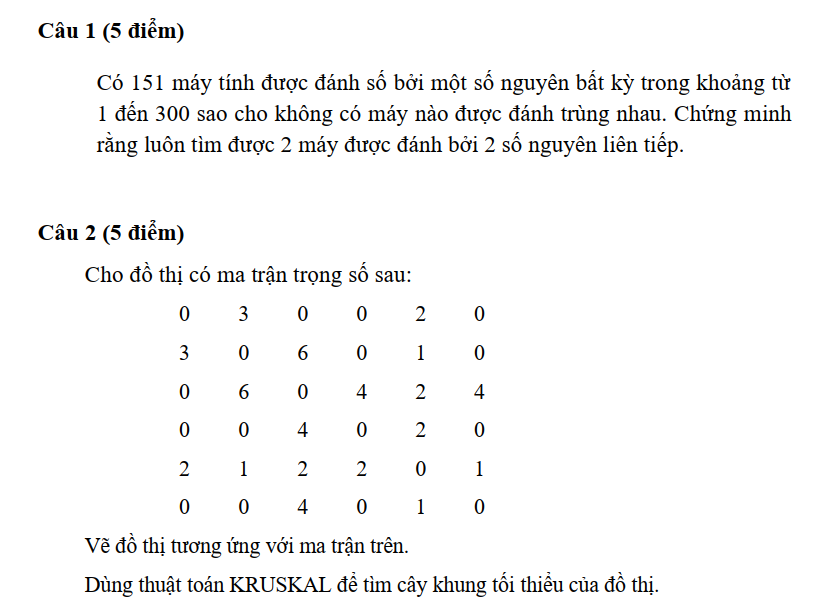 Câu 1 (5 điểm)
Có 151 máy tính được đánh số bởi một số nguyên bất kỳ trong khoảng từ
1 đến 300 sao cho không có máy nào được đánh trùng nhau. Chứng minh
rằng luôn tìm được 2 máy được đánh bởi 2 số nguyên liên tiếp.
Câu 2 (5 điểm)
Cho đồ thị có ma trận trọng số sau:
0 3 0 0 2 0
3 0 6 0 1 0
0 6 0 4 2 4
0 0 4 0 2 0
2 1 2 2 0 1
0 0 4 0 1 0
Vẽ đồ thị tương ứng với ma trận trên.
Dùng thuật toán KRUSKAL để tìm cây khung tối thiểu của đồ thị.